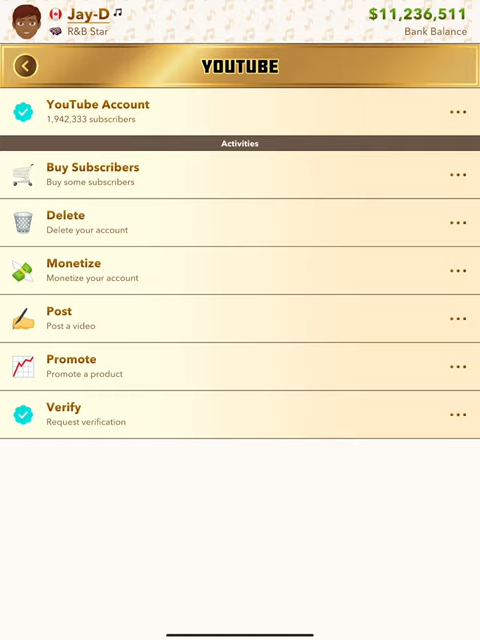 Jay-D
R&B Star
$11,236,511
Bank Balance
YOUTUBE
YouTube Account
1,942,333 subscribers
Activities
Buy Subscribers
Buy some subscribers
Delete
Delete your account
Monetize
Monetize your account
Post
Post a video
Promote
Promote a product
Verify
Request verification